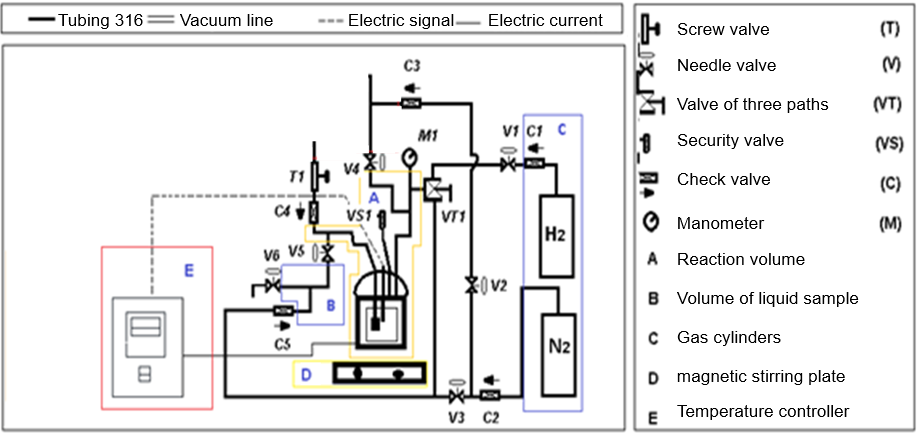 Tubing 316 Vacuum line Electric signal Electric current
C3
M1
V1 C1
C
V4
T1
A
VS1
VT1
C4
H2
V5
V6
E
B
V2
C5
N2
D
V3 C2
Screw valve (T)
Needle valve (V)
Valve of three paths (VT)
Security valve (VS)
Check valve (C)
Manometer (M)
A Reaction volume
B Volume of liquid sample
C Gas cylinders
D magnetic stirring plate
E Temperature controller